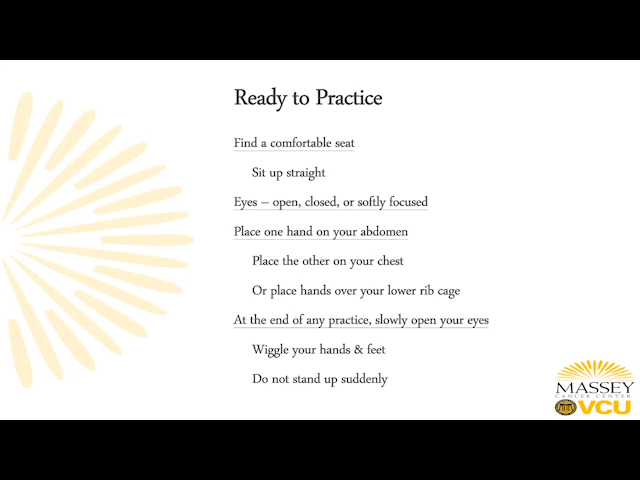 Ready to Practice
Find a comfortable seat
Sit up straight
Eyes – open, closed, or softly focused
Place one hand on your abdomen
Place the other on your chest
Or place hands over your lower rib cage
At the end of any practice, slowly open your eyes
Wiggle your hands & feet
Do not stand up suddenly
MASSEY
CANCER CENTER
VCU